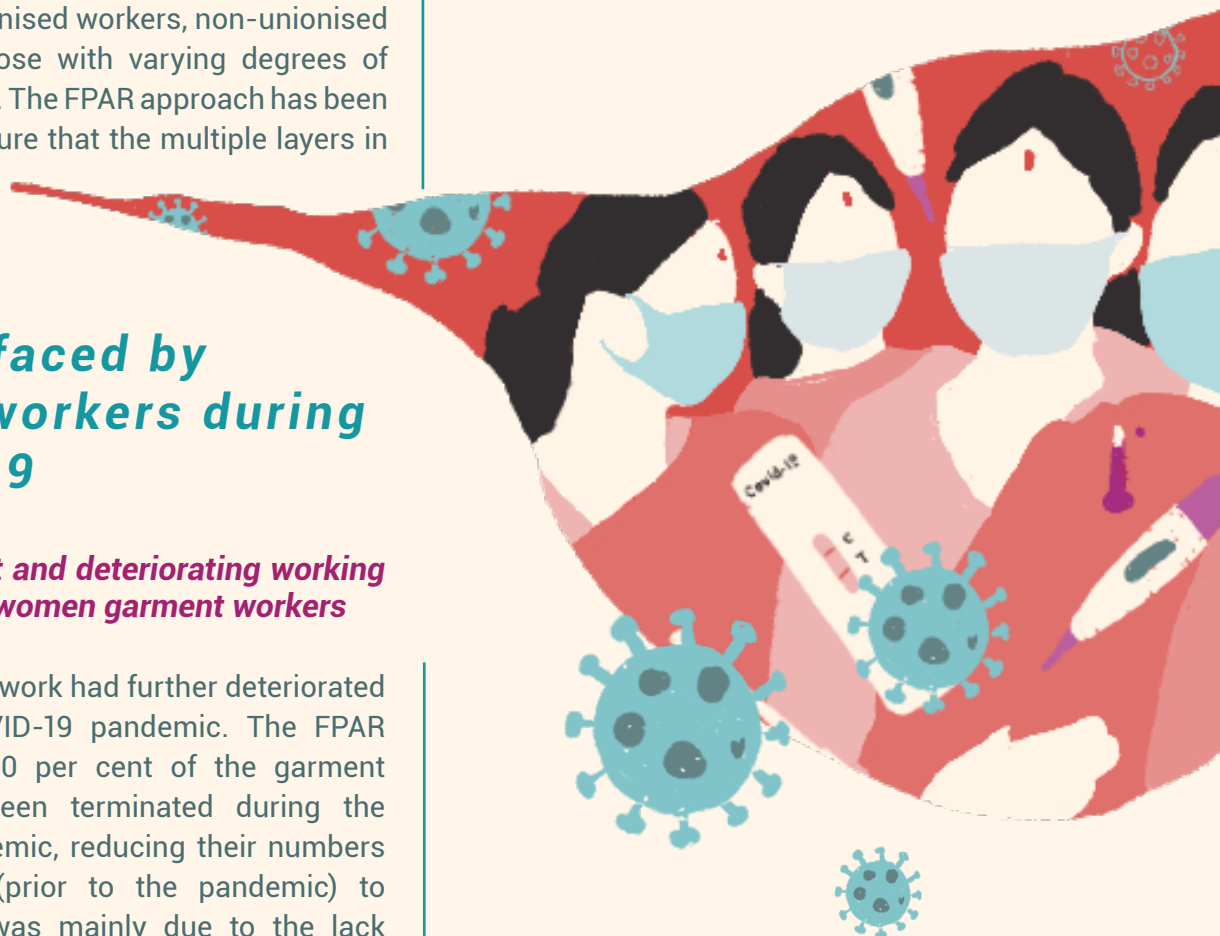 nised workers, non-unionised
ose with varying degrees of
. The FPAR approach has been
ure that the multiple layers in
faced by
workers during
9
t and deteriorating working
women garment workers
work had further deteriorated
VID-19 pandemic. The FPAR
0 per cent of the garment
een terminated during the
emic, reducing their numbers
(prior to the pandemic) to
was mainly due to the lack
Covid-19
C
T